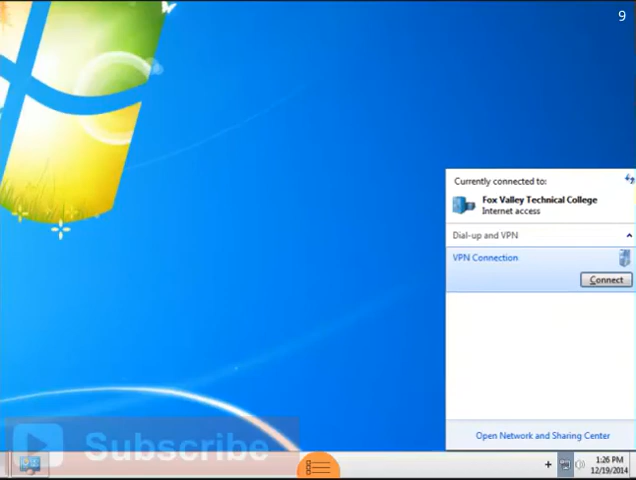 9
Currently connected to:
Fox Valley Technical College
Internet access
Dial-up and VPN
VPN Connection
Connect
Open Network and Sharing Center
Subscribe
1:26 PM
12/19/2014